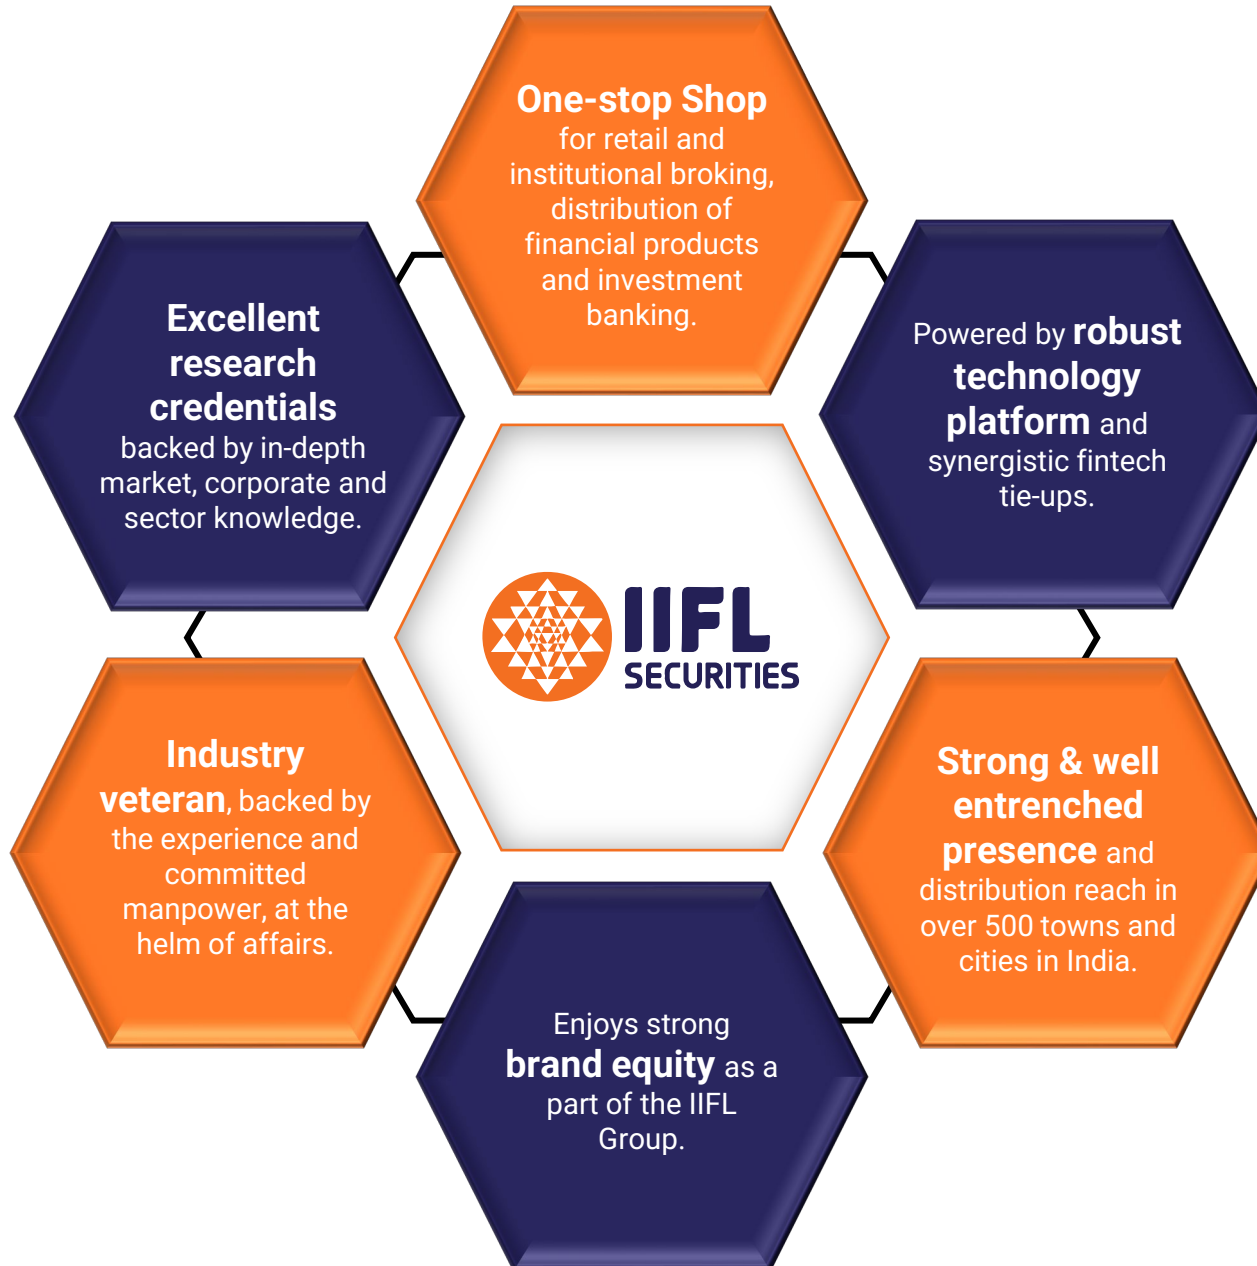 One-stop Shop
for retail and
institutional broking,
distribution of
financial products
and investment
banking.
Excellent
research
credentials
backed by in-depth
market, corporate and
sector knowledge.
Powered by robust
technology
platform and
synergistic fintech
tie-ups.
IIFL
SECURITIES
Industry
veteran, backed by
the experience and
committed
manpower, at the
helm of affairs.
Strong & well
entrenched
presence and
distribution reach in
over 500 towns and
cities in India.
Enjoys strong
brand equity as a
part of the IIFL
Group.